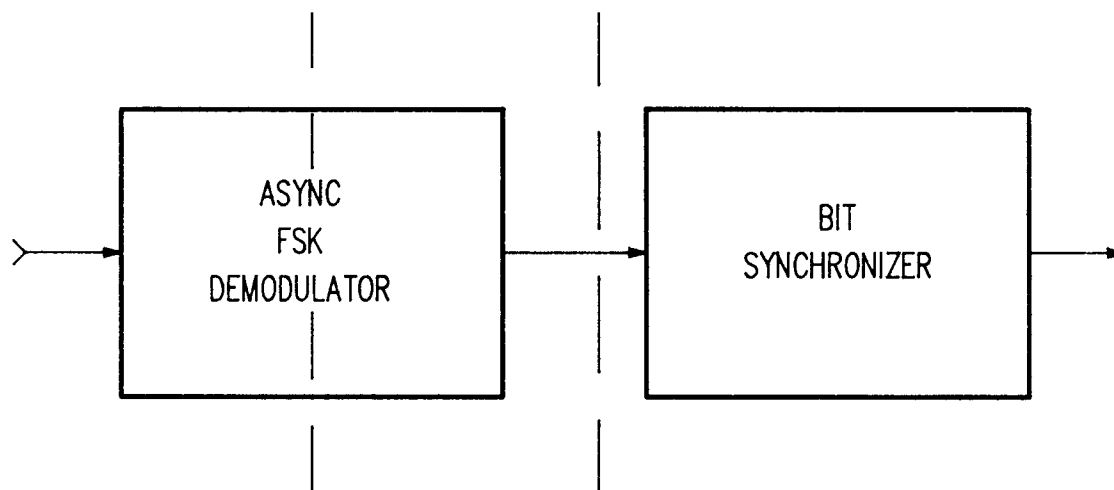 ASYNC
FSK
DEMODULATOR
BIT
SYNCHRONIZER